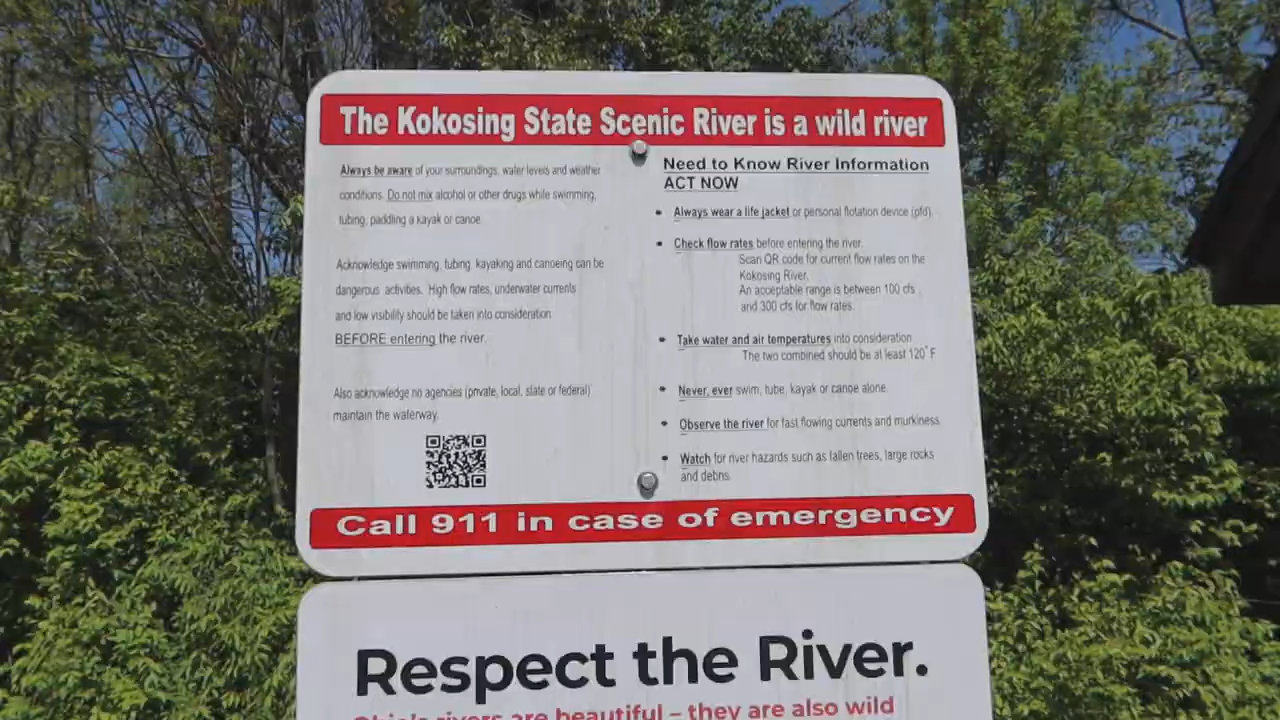 The Kokosing State Scenic River is a wild river
Always be aware of your surroundings, water levels and weather
conditions. Do not mix alcohol or other drugs while swimming,
tubing, paddling a kayak or canoe.
Acknowledge swimming, tubing, kayaking and canoeing can be
dangerous activities. High flow rates, underwater currents
and low visibility should be taken into consideration
BEFORE entering the river.
Also acknowledge no agencies (private, local, state or federal)
maintain the waterway.
Need to Know River Information
ACT NOW
• Always wear a life jacket or personal flotation device (pfd).
• Check flow rates before entering the river.
Scan QR code for current flow rates on the
Kokosing River.
An acceptable range is between 100 cfs
and 300 cfs for flow rates.
• Take water and air temperatures into consideration
The two combined should be at least 120˚ F
• Never, ever swim, tube, kayak or canoe alone.
• Observe the river for fast flowing currents and murkiness.
• Watch for river hazards such as fallen trees, large rocks
and debris.
Call 911 in case of emergency
Respect the River.
Ohio's rivers are beautiful – they are also wild